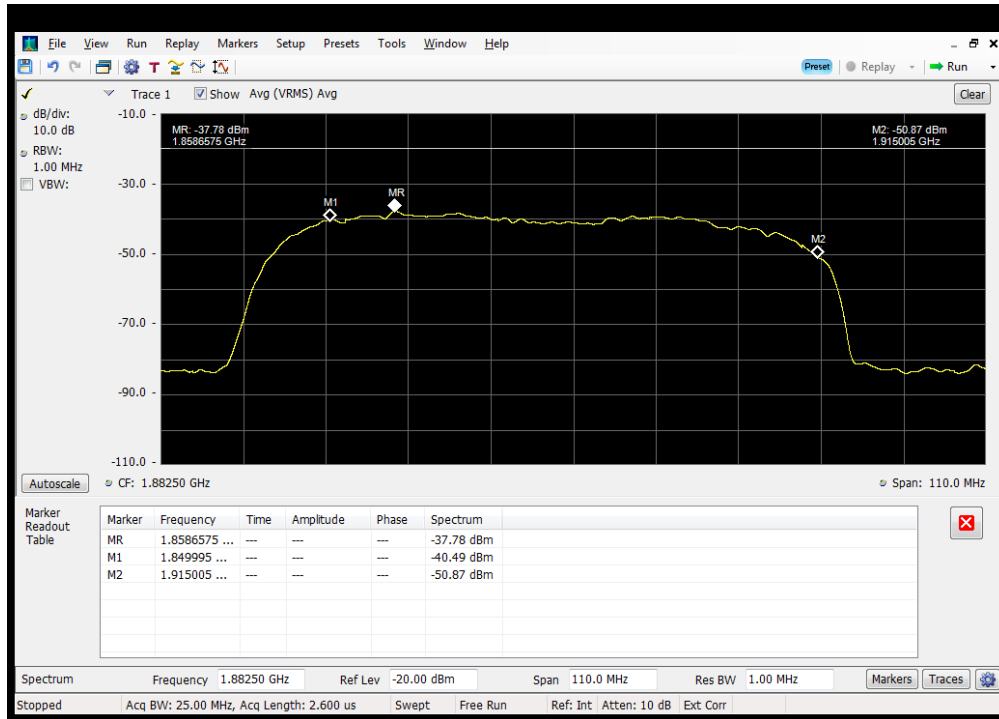 File View Run Replay Markers Setup Presets Tools Window Help
Preset Replay Run
Trace 1 Show Avg (VRMS) Avg Clear
dB/div:
10.0 dB
RBW:
1.00 MHz
VBW:
-10.0
-30.0
-50.0
-70.0
-90.0
-110.0
MR: -37.78 dBm
1.8586575 GHz
M2: -50.87 dBm
1.915005 GHz
M1
MR
M2
Autoscale CF: 1.88250 GHz Span: 110.0 MHz
Marker
Readout
Table
Marker Frequency Time Amplitude Phase Spectrum
MR 1.8586575 ... --- --- --- -37.78 dBm
M1 1.849995 ... --- --- --- -40.49 dBm
M2 1.915005 ... --- --- --- -50.87 dBm
Spectrum Frequency 1.88250 GHz Ref Lev -20.00 dBm Span 110.0 MHz Res BW 1.00 MHz Markers Traces
Stopped Acq BW: 25.00 MHz, Acq Length: 2.600 us Swept Free Run Ref: Int Atten: 10 dB Ext Corr